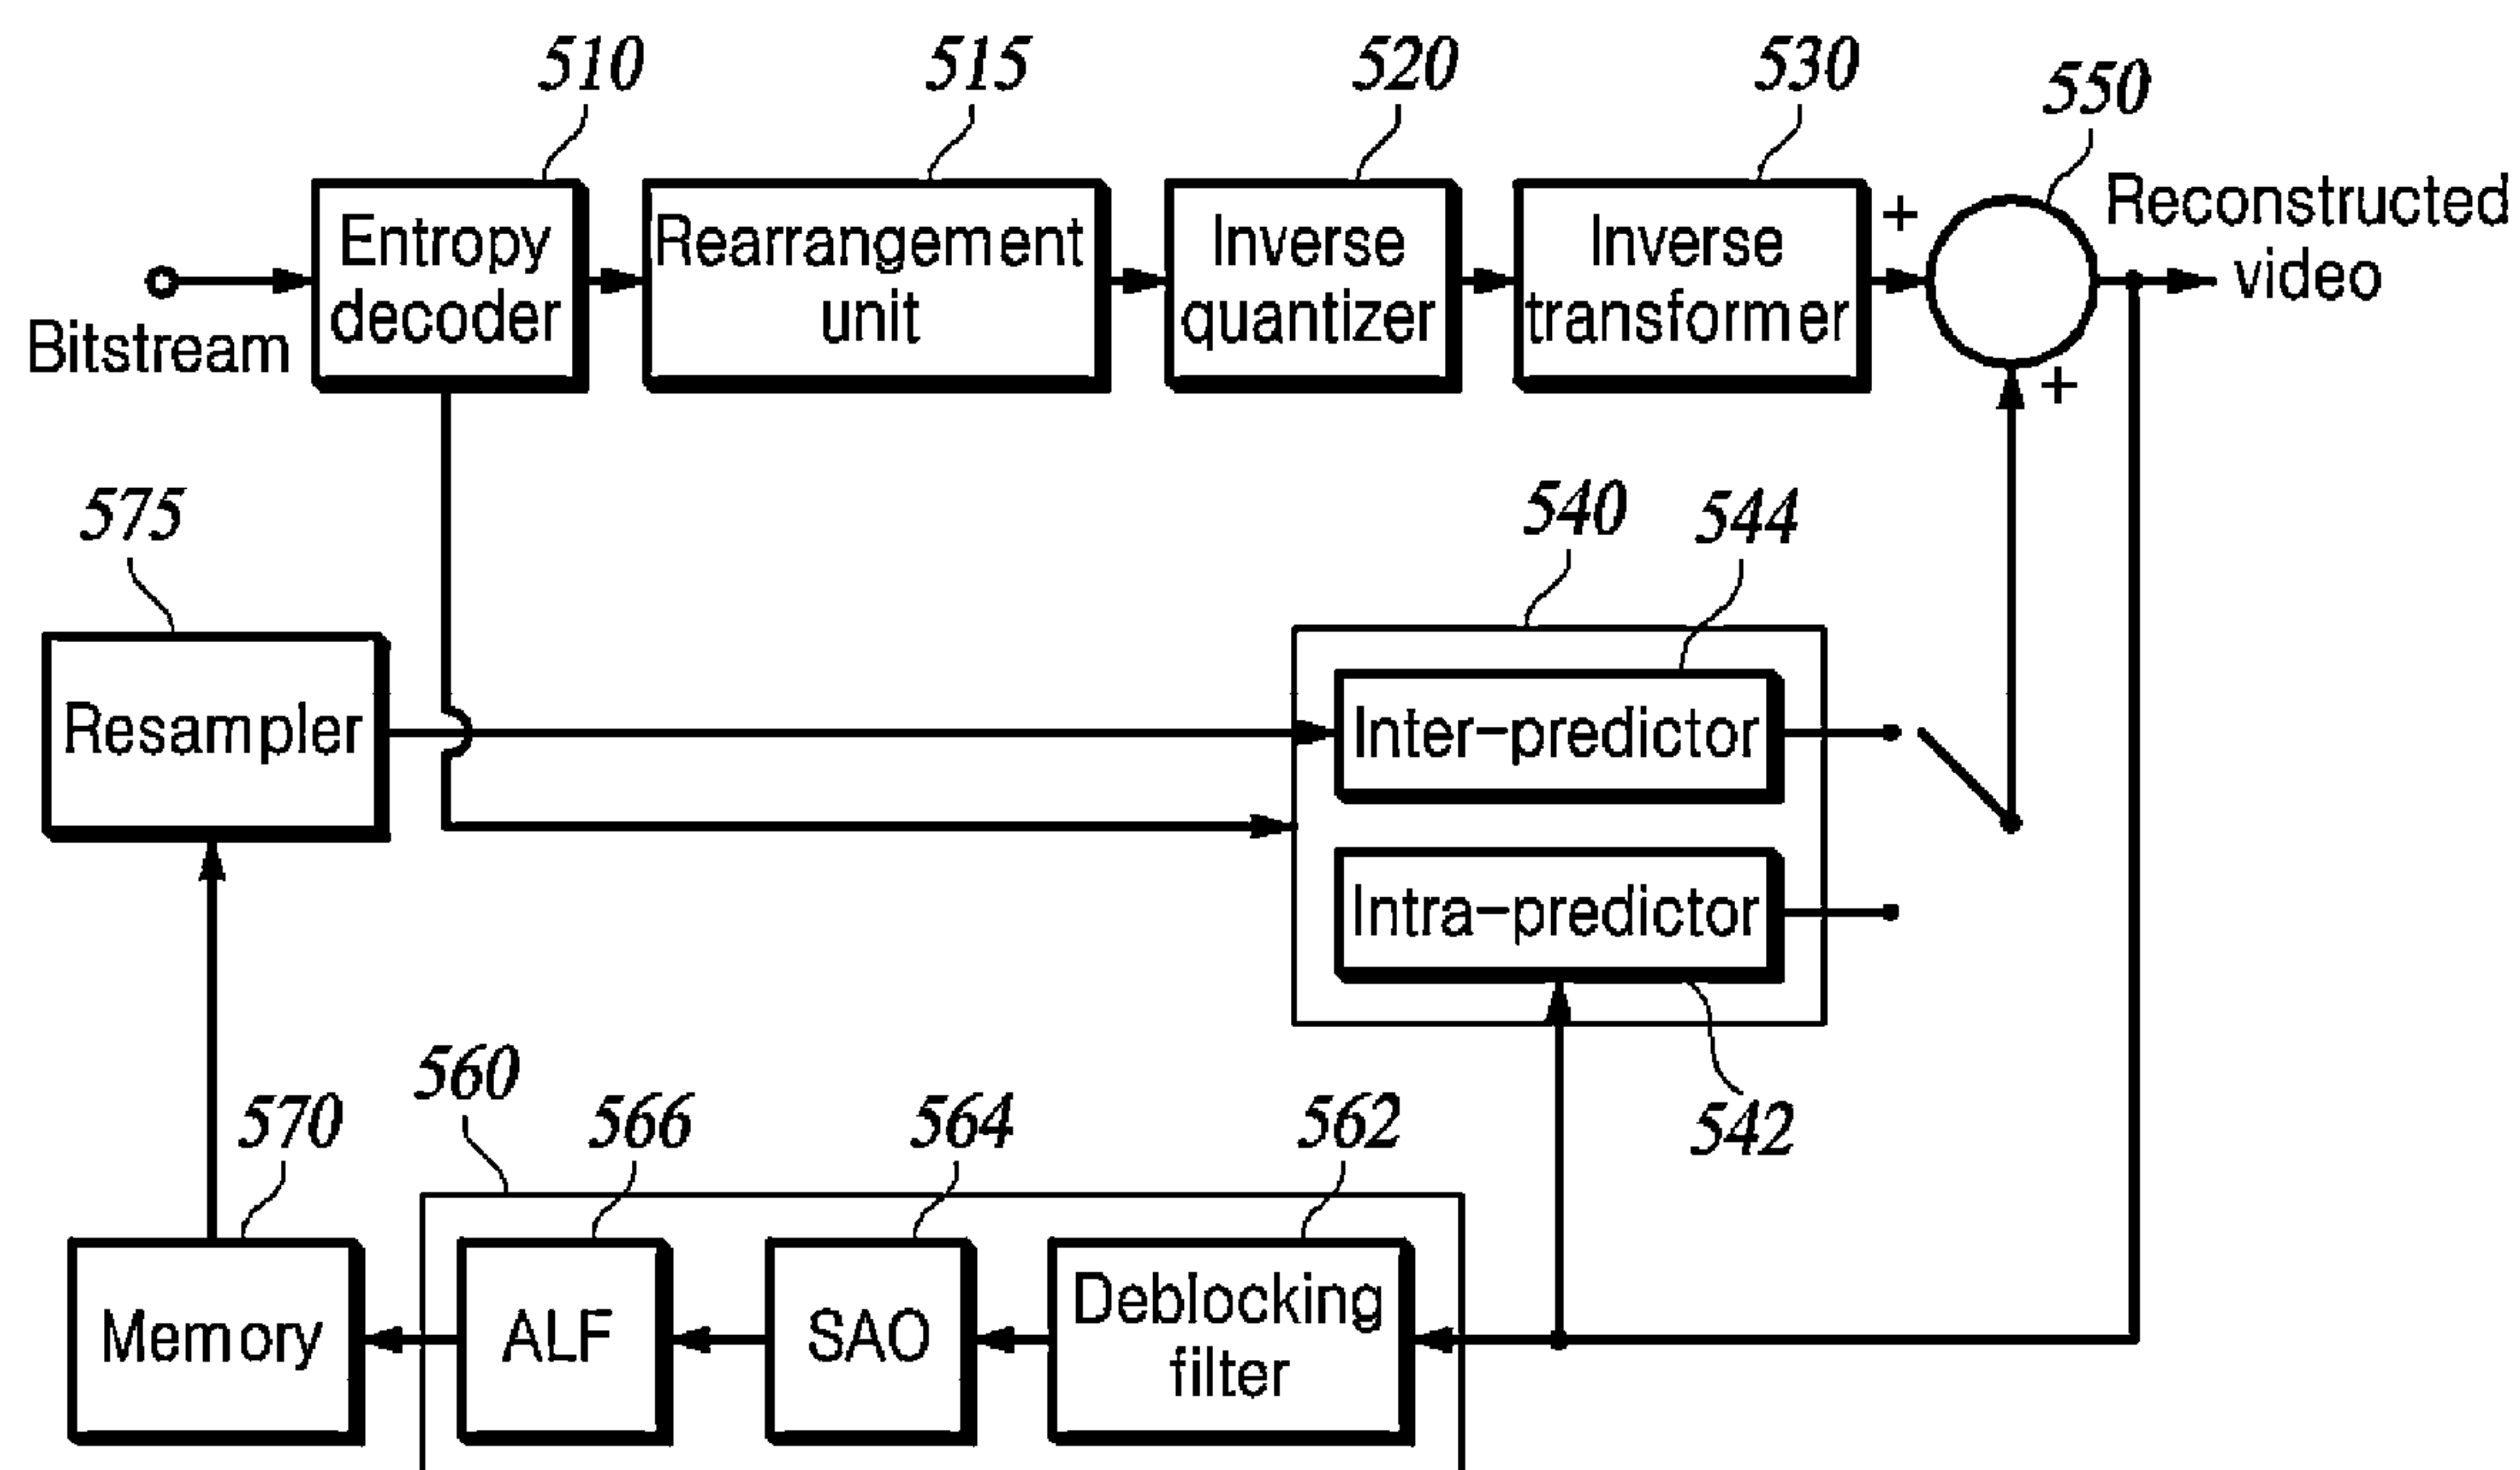 510
515
520
530
550
Entropy
decoder
Rearrangement
unit
Inverse
quantizer
Inverse
transformer
+
+
Reconstructed
video
Bitstream
575
540
544
Resampler
Inter-predictor
Intra-predictor
542
560
570
566
564
562
Memory
ALF
SAO
Deblocking
filter